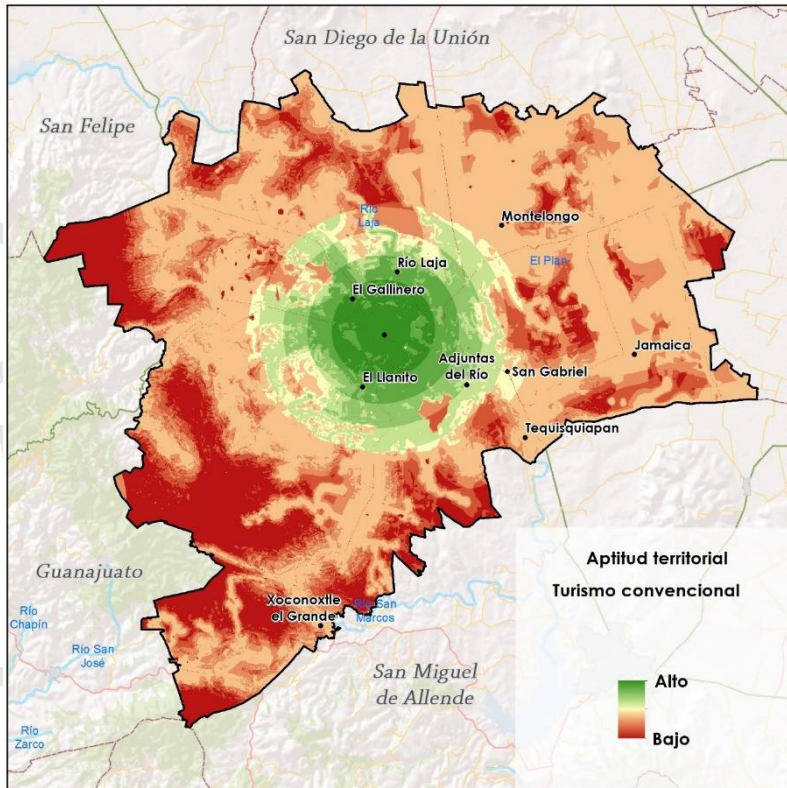 San Diego de la Unión
San Felipe
Montelongo
Río
Laja
El Plan
Río Laja
El Gallinero
Jamaica
Adjuntas
del Río
San Gabriel
El Llanito
Tequisquiapan
Aptitud territorial
Turismo convencional
Guanajuato
Xoconoxtle
el Grande
Río San
Marcos
Río
Chapín
Río San
José
San Miguel
de Allende
Alto
Bajo
Río
Zarco